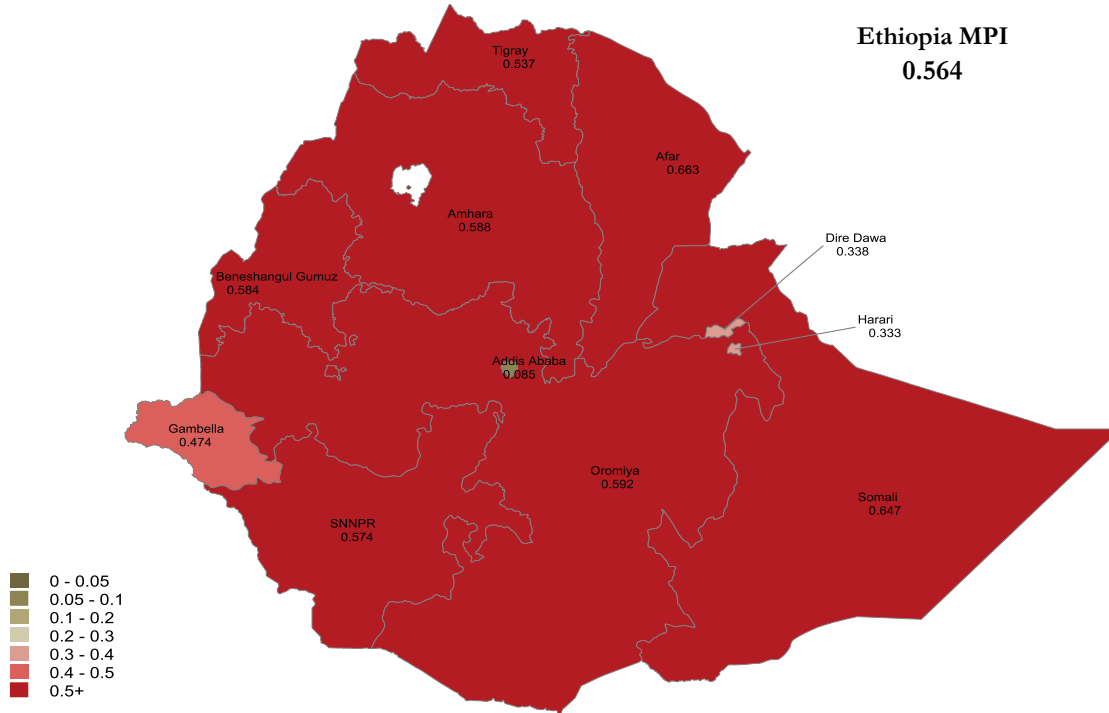 Ethiopia MPI
0.564
Tigray
0.537
Afar
0.663
Amhara
0.588
Dire Dawa
0.338
Beneshangul Gumuz
0.584
Harari
0.333
Addis Ababa
0.085
Gambella
0.474
Oromiya
0.592
Somali
0.647
SNNPR
0.574
0 - 0.05
0.05 - 0.1
0.1 - 0.2
0.2 - 0.3
0.3 - 0.4
0.4 - 0.5
0.5+